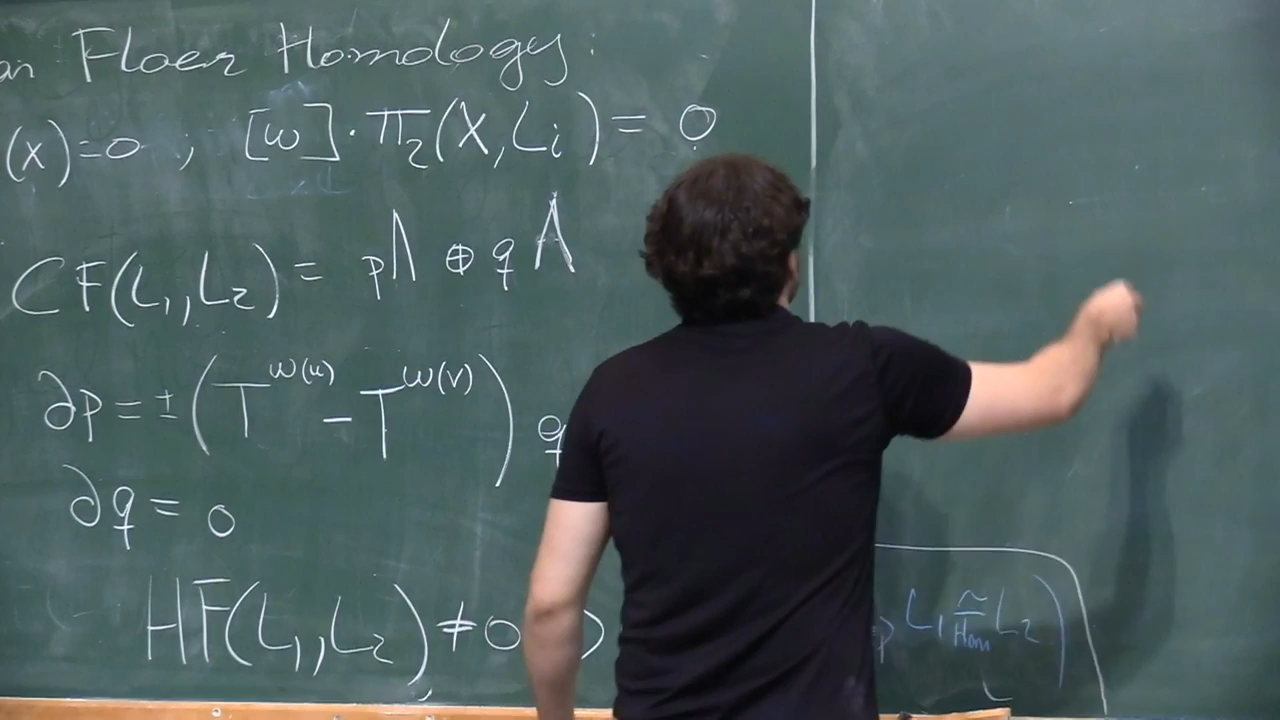 an Floer Homology:
(X)=0 ; [ω]·π₂(X,Lᵢ)=0
CF(L₁,L₂)= pΛ ⊕ qΛ
∂p=±(T^ω(u) − T^ω(v)) q
∂q=0
HF(L₁,L₂)≠0 L₁ ≅Ham L₂)